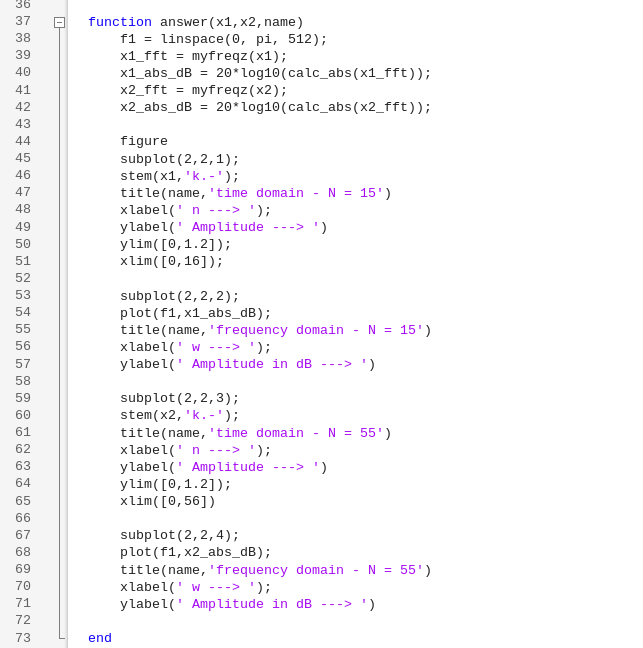 36
37 function answer(x1,x2,name)
38 f1 = linspace(0, pi, 512);
39 x1_fft = myfreqz(x1);
40 x1_abs_dB = 20*log10(calc_abs(x1_fft));
41 x2_fft = myfreqz(x2);
42 x2_abs_dB = 20*log10(calc_abs(x2_fft));
43
44 figure
45 subplot(2,2,1);
46 stem(x1,'k.-');
47 title(name,'time domain - N = 15')
48 xlabel(' n ---> ');
49 ylabel(' Amplitude ---> ')
50 ylim([0,1.2]);
51 xlim([0,16]);
52
53 subplot(2,2,2);
54 plot(f1,x1_abs_dB);
55 title(name,'frequency domain - N = 15')
56 xlabel(' w ---> ');
57 ylabel(' Amplitude in dB ---> ')
58
59 subplot(2,2,3);
60 stem(x2,'k.-');
61 title(name,'time domain - N = 55')
62 xlabel(' n ---> ');
63 ylabel(' Amplitude ---> ')
64 ylim([0,1.2]);
65 xlim([0,56])
66
67 subplot(2,2,4);
68 plot(f1,x2_abs_dB);
69 title(name,'frequency domain - N = 55')
70 xlabel(' w ---> ');
71 ylabel(' Amplitude in dB ---> ')
72
73 end